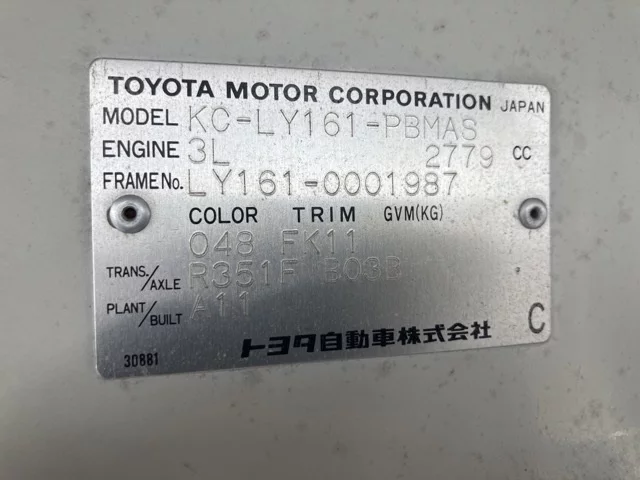 TOYOTA MOTOR CORPORATION JAPAN
MODEL KC-LY161-PBMAS
ENGINE 3L 2779 CC
FRAME No. LY161-0001987
COLOR TRIM GVM(KG)
048 FK11
TRANS./AXLE R351F B03B
PLANT/BUILT A11
30881 トヨタ自動車株式会社 C